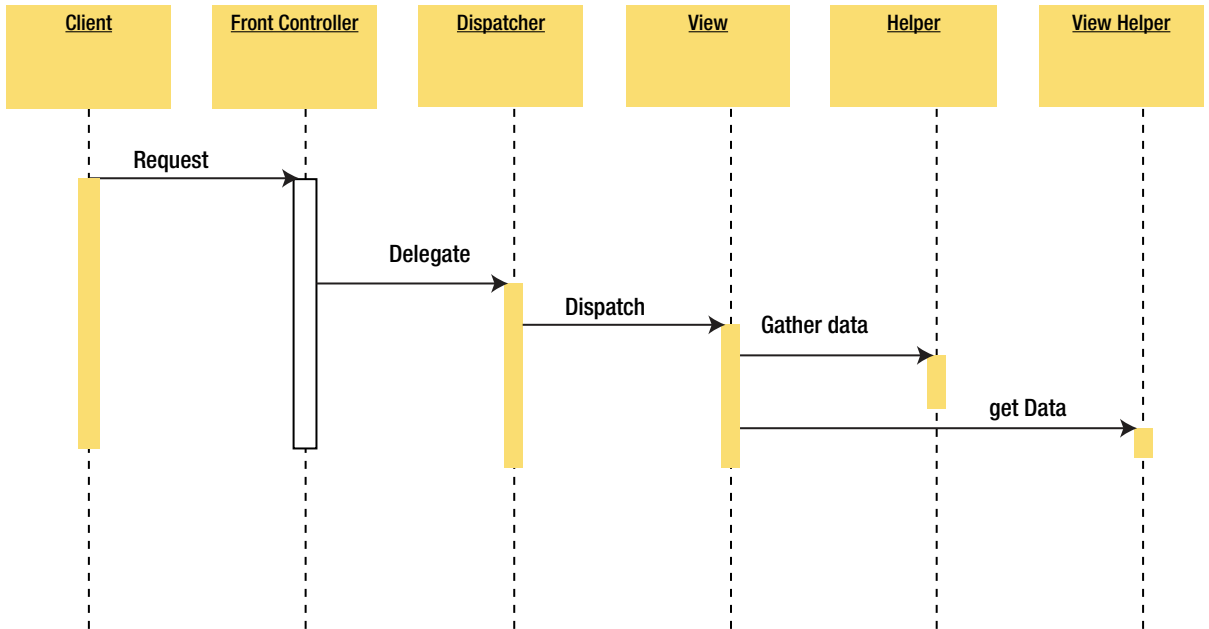 Client
Front Controller
Dispatcher
View
Helper
View Helper
Request
Delegate
Dispatch
Gather data
get Data